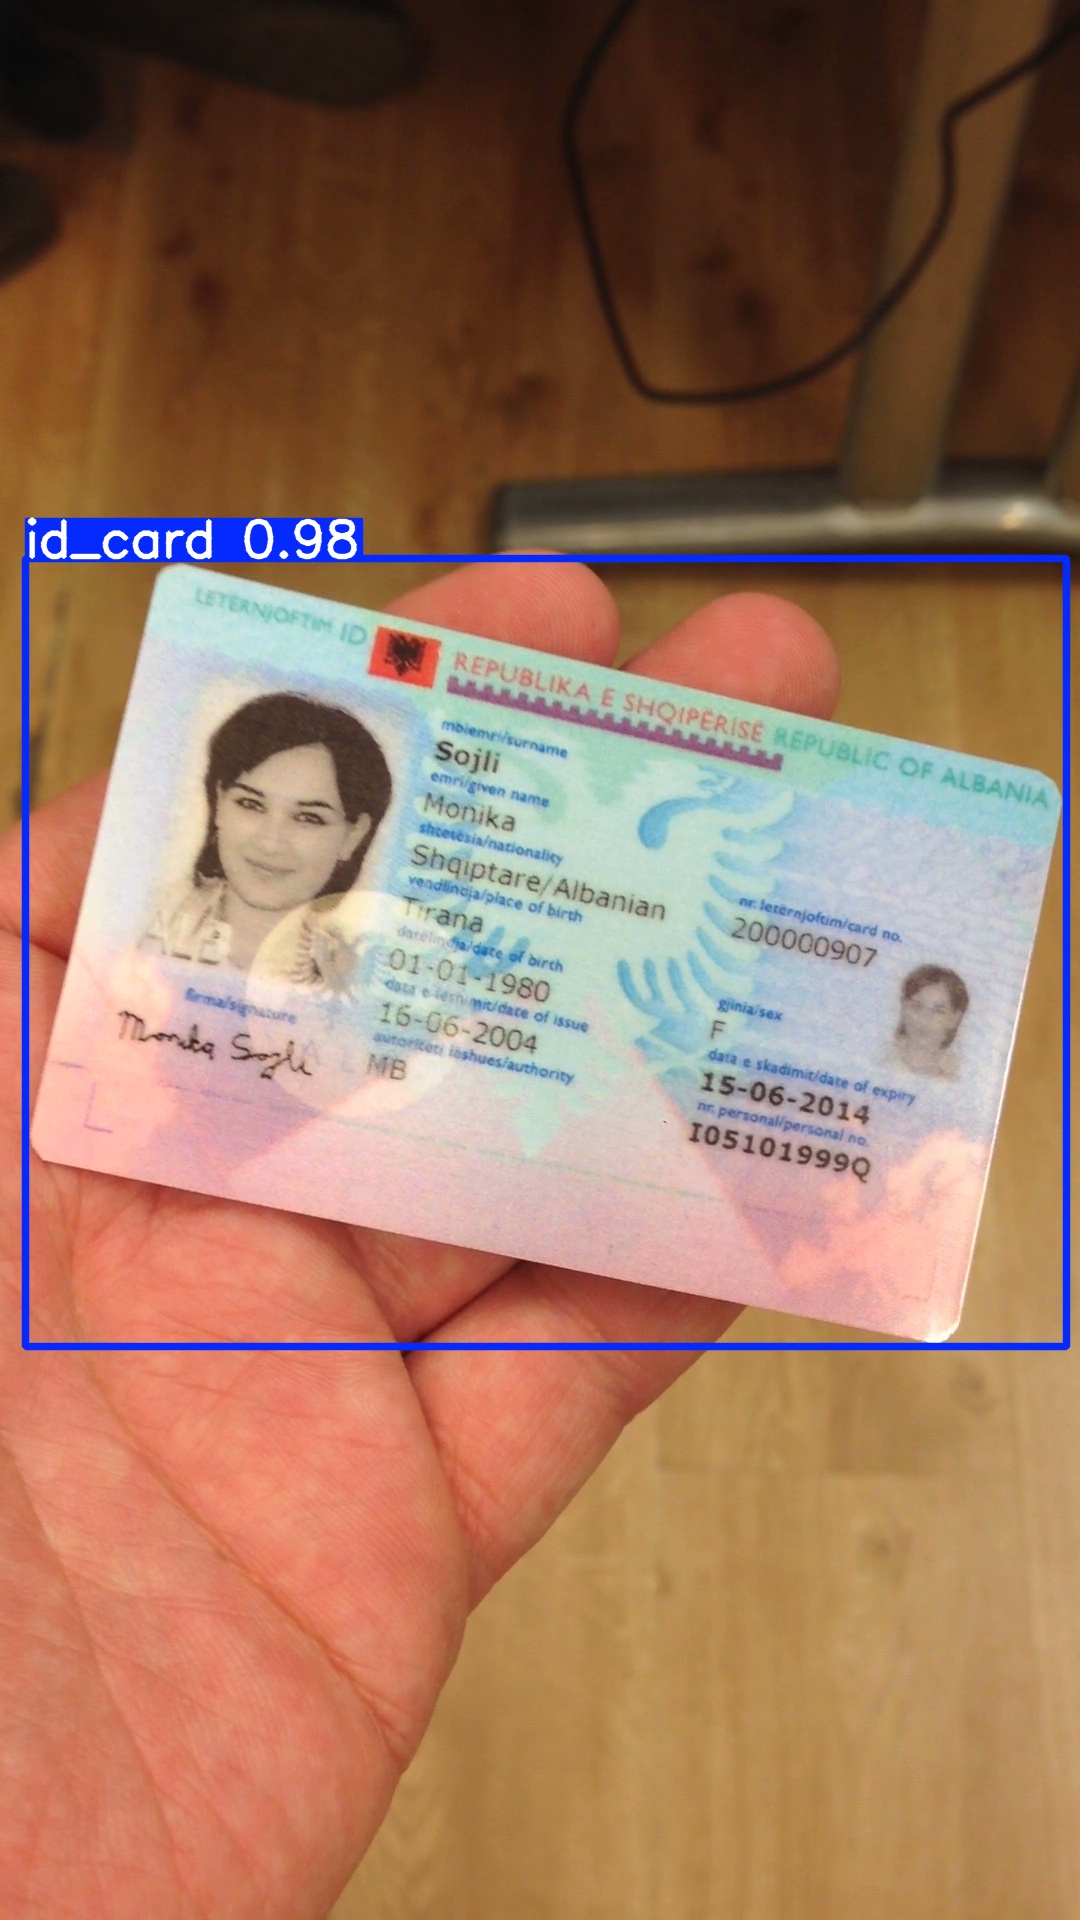 id_card 0.98
LETËRNJOFTIM ID
REPUBLIKA E SHQIPËRISË REPUBLIC OF ALBANIA
mbiemri/surname
Sojli
emri/given name
Monika
shtetësia/nationality
Shqiptare/Albanian
vendlindja/place of birth
Tirana
datëlindja/date of birth
01-01-1980
data e lëshimit/date of issue
16-06-2004
autoriteti lëshues/authority
MB
nr. letërnjoftim/card no.
200000907
gjinia/sex
F
data e skadimit/date of expiry
15-06-2014
nr. personal/personal no.
I05101999Q
ALB
firma/signature
Monika Sojli